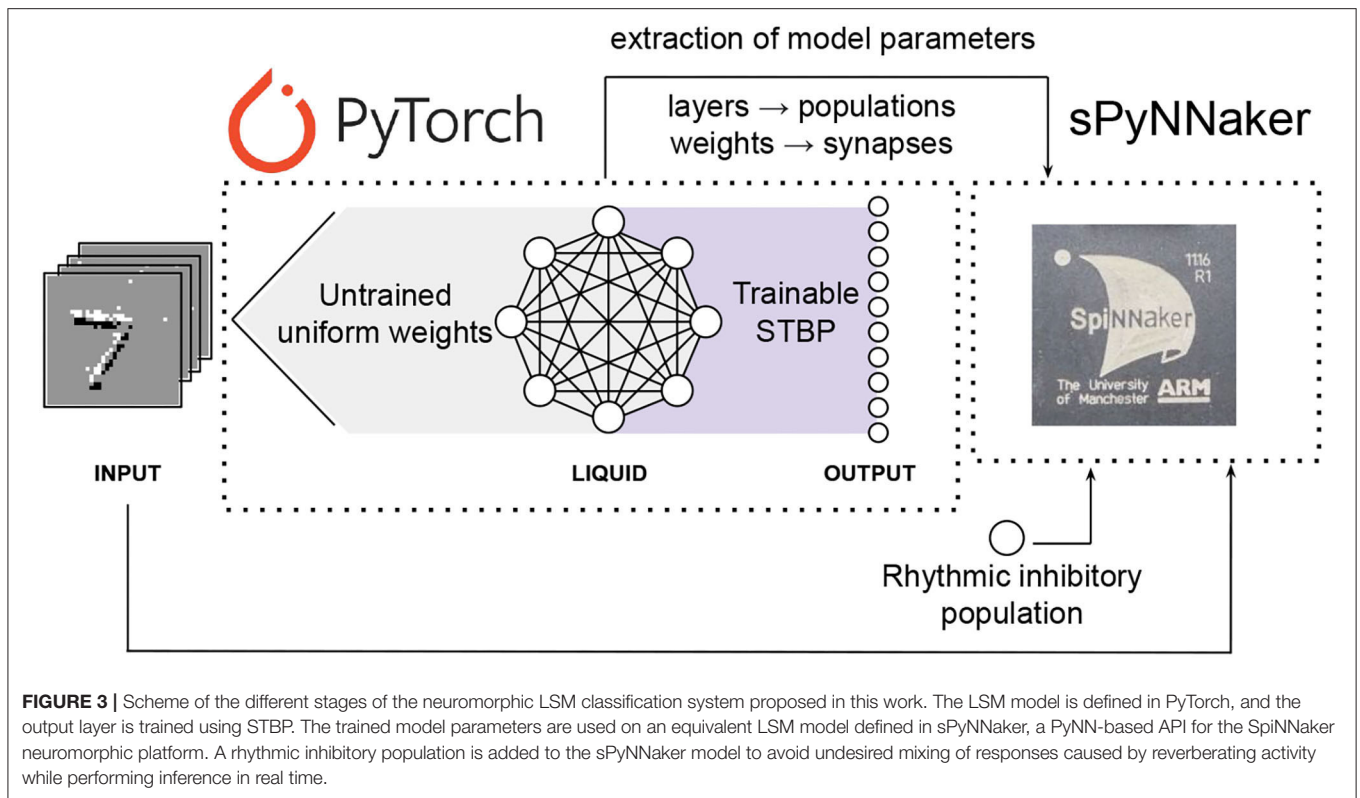 extraction of model parameters
PyTorch
layers → populations
weights → synapses
sPyNNaker
Untrained
uniform weights
Trainable
STBP
1116
R1
SpiNNaker
The University
of Manchester ARM
INPUT
LIQUID
OUTPUT
Rhythmic inhibitory
population
FIGURE 3 | Scheme of the different stages of the neuromorphic LSM classification system proposed in this work. The LSM model is defined in PyTorch, and the
output layer is trained using STBP. The trained model parameters are used on an equivalent LSM model defined in sPyNNaker, a PyNN-based API for the SpiNNaker
neuromorphic platform. A rhythmic inhibitory population is added to the sPyNNaker model to avoid undesired mixing of responses caused by reverberating activity
while performing inference in real time.